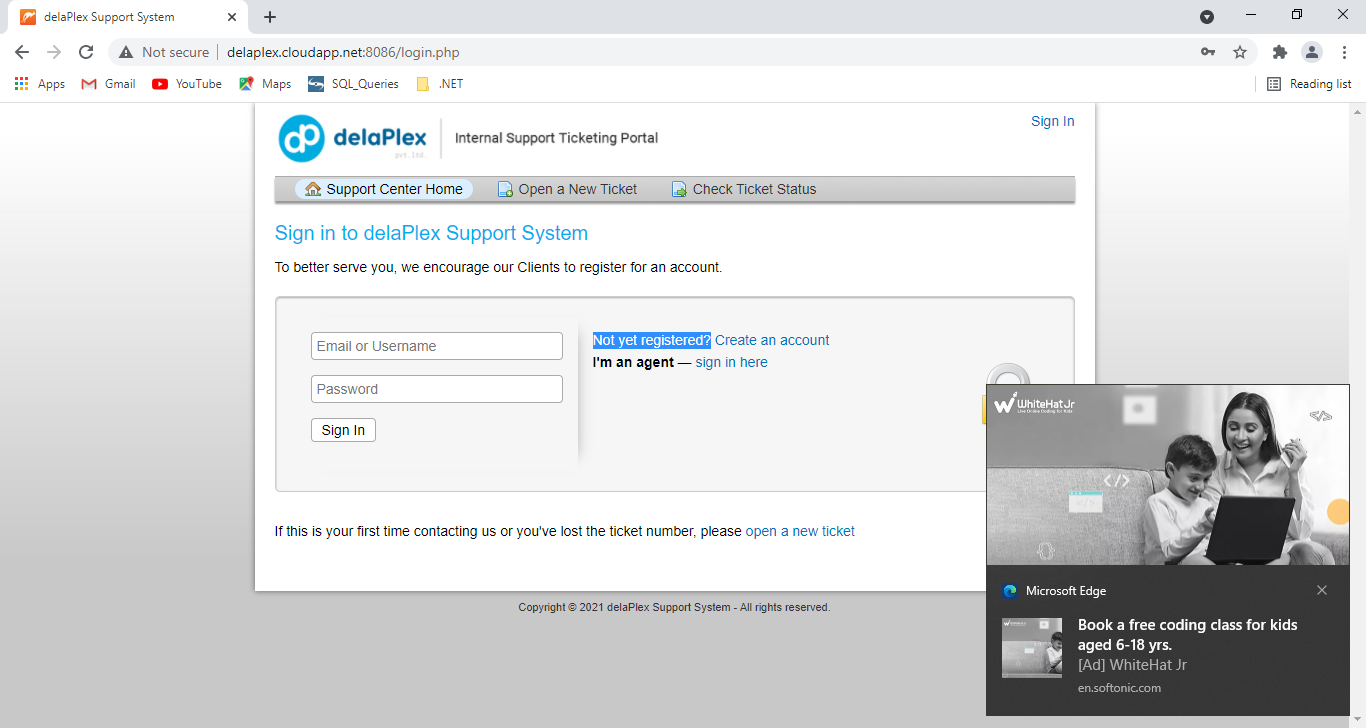 delaPlex Support System
Not secure
delaplex.cloudapp.net:8086/login.php
Apps
Gmail
YouTube
Maps
SQL_Queries
.NET
Reading list
dp delaPlex
pvt.ltd.
Internal Support Ticketing Portal
Sign In
Support Center Home
Open a New Ticket
Check Ticket Status
Sign in to delaPlex Support System
To better serve you, we encourage our Clients to register for an account.
Email or Username
Password
Sign In
Not yet registered? Create an account
I'm an agent — sign in here
If this is your first time contacting us or you've lost the ticket number, please open a new ticket
Copyright © 2021 delaPlex Support System - All rights reserved.
WhiteHat Jr
Live Online Coding for Kids
</>
</>
</>
{}
Microsoft Edge
Book a free coding class for kids
aged 6-18 yrs.
[Ad] WhiteHat Jr
en.softonic.com